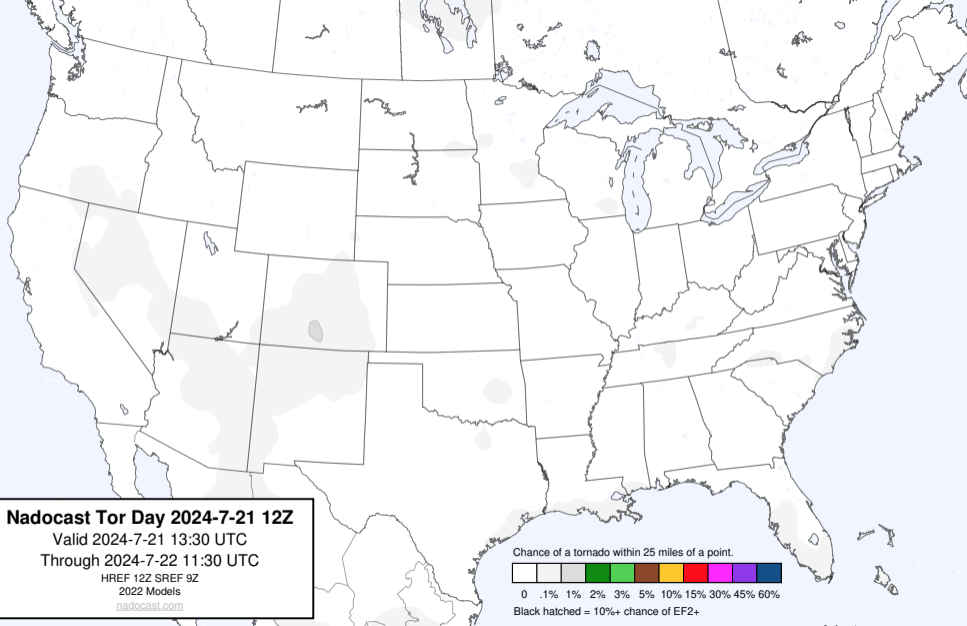 Nadocast Tor Day 2024-7-21 12Z
Valid 2024-7-21 13:30 UTC
Through 2024-7-22 11:30 UTC
HREF 12Z SREF 9Z
2022 Models
nadocast.com
Chance of a tornado within 25 miles of a point.
0 .1% 1% 2% 3% 5% 10% 15% 30% 45% 60%
Black hatched = 10%+ chance of EF2+